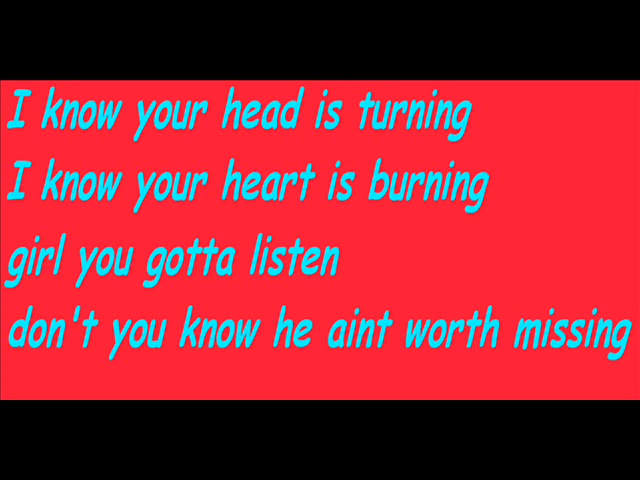 I know your head is turning
I know your heart is burning
girl you gotta listen
don't you know he aint worth missing